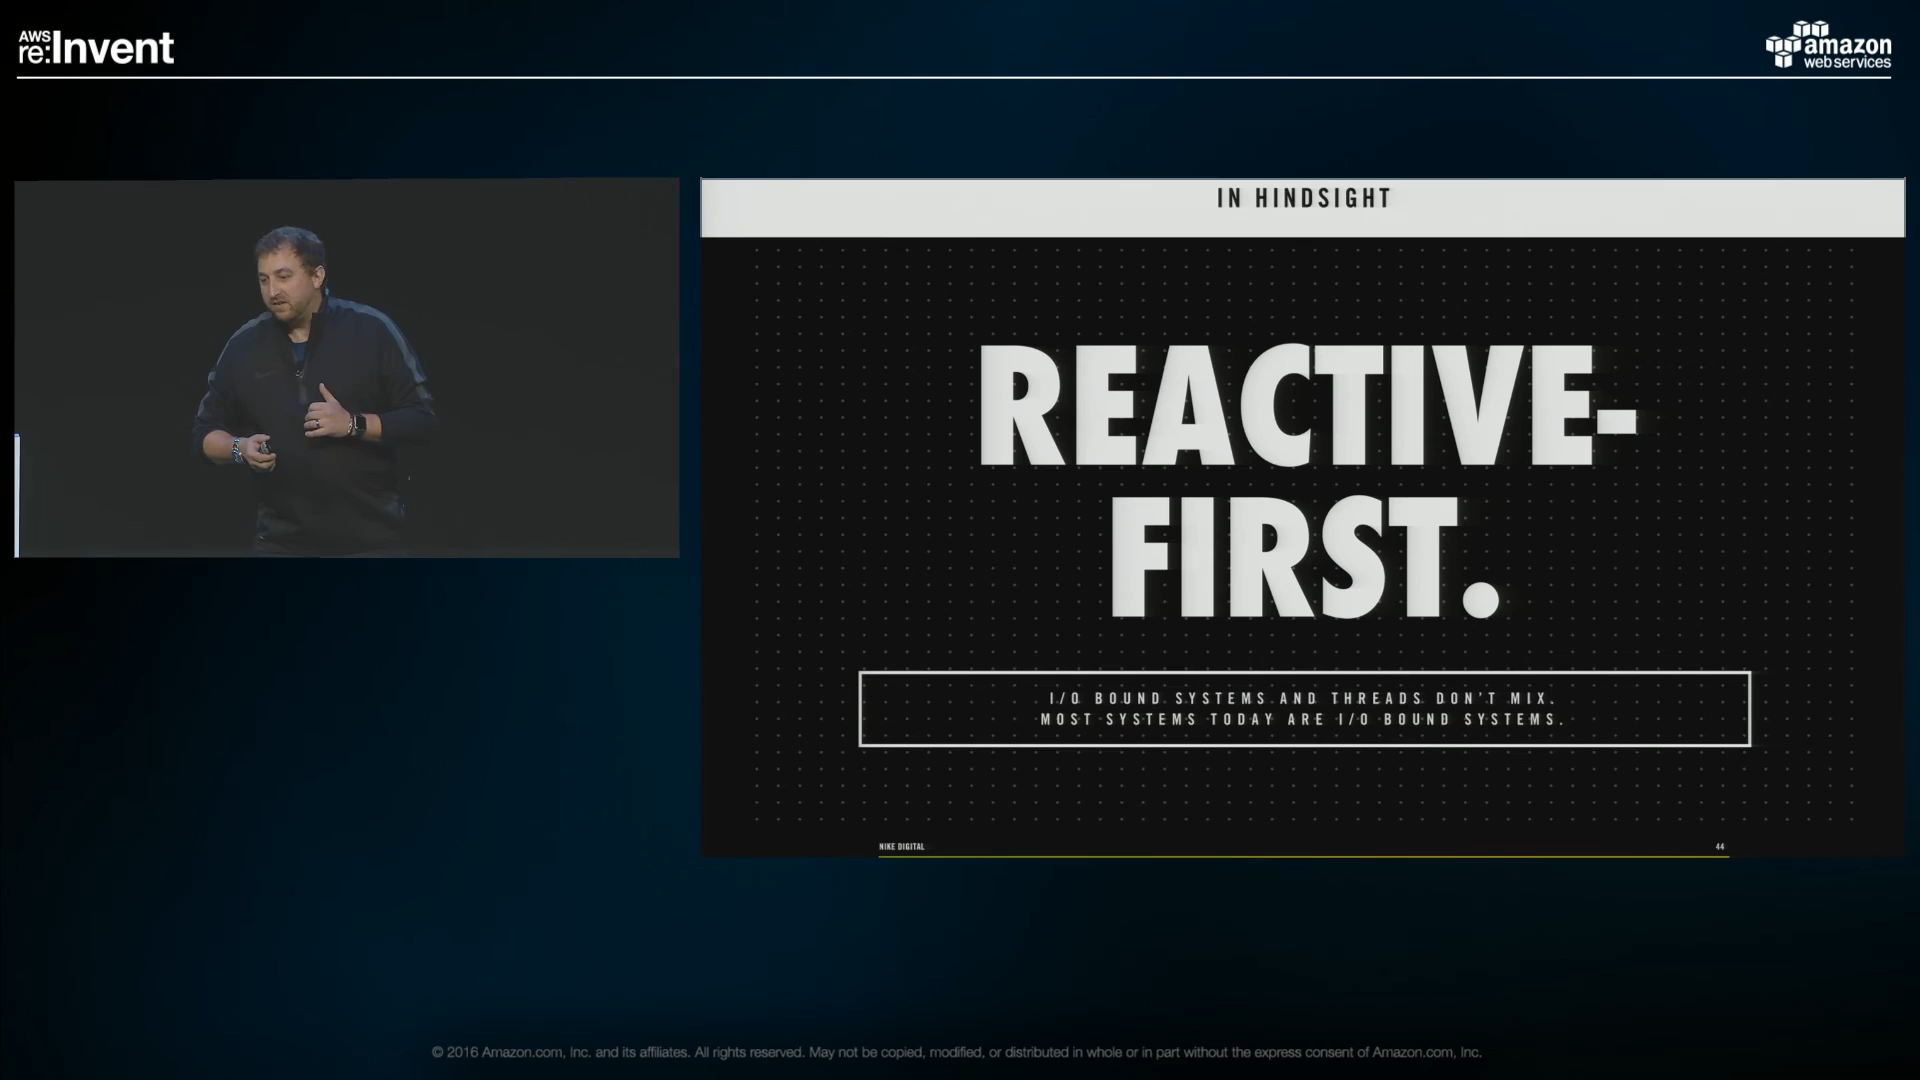 AWS
re:Invent
amazon
web services
IN HINDSIGHT
REACTIVE-
FIRST.
I/O BOUND SYSTEMS AND THREADS DON'T MIX.
MOST SYSTEMS TODAY ARE I/O BOUND SYSTEMS.
NIKE DIGITAL
44
© 2016 Amazon.com, Inc. and its affiliates. All rights reserved. May not be copied, modified, or distributed in whole or in part without the express consent of Amazon.com, Inc.